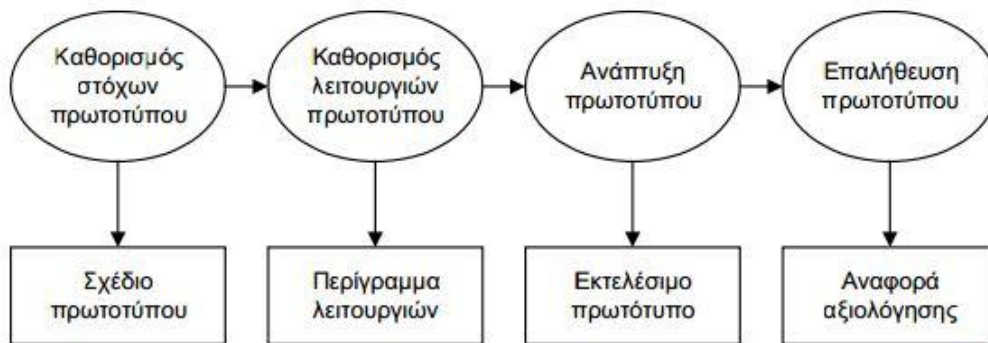 Καθορισμός
στόχων
πρωτοτύπου
Καθορισμός
λειτουργιών
πρωτοτύπου
Ανάπτυξη
πρωτοτύπου
Επαλήθευση
πρωτοτύπου
Σχέδιο
πρωτοτύπου
Περίγραμμα
λειτουργιών
Εκτελέσιμο
πρωτότυπο
Αναφορά
αξιολόγησης